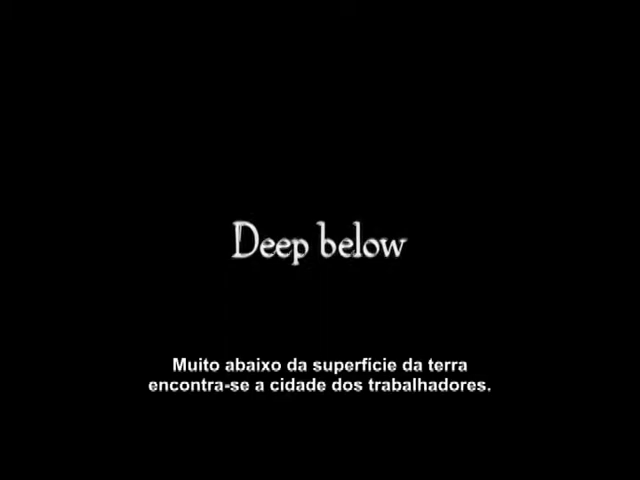 Deep below
Muito abaixo da superfície da terra
encontra-se a cidade dos trabalhadores.